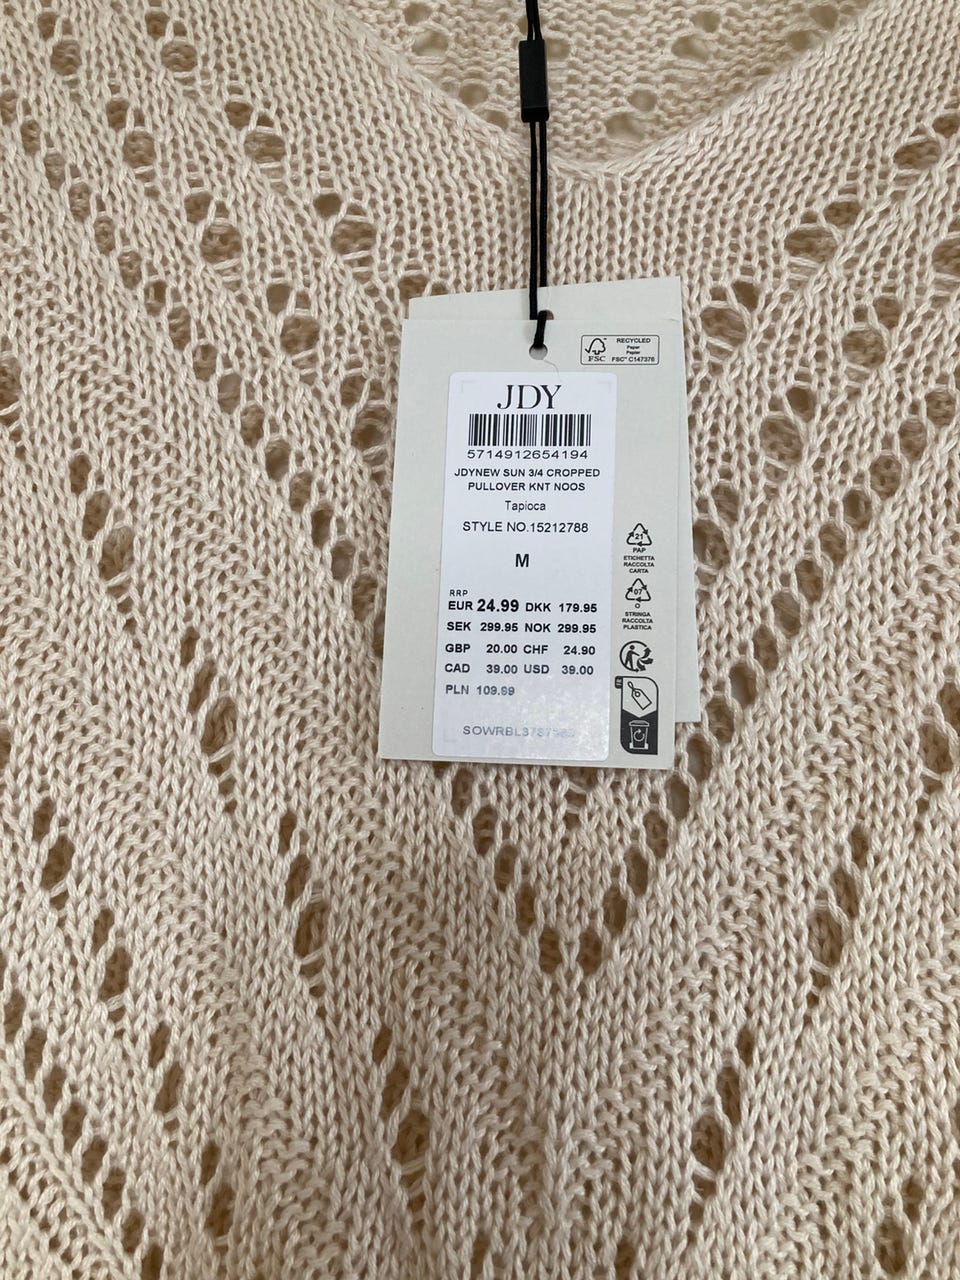 RECYCLED
Paper
Papier
FSC® C147376
FSC
JDY
5714912654194
JDYNEW SUN 3/4 CROPPED
PULLOVER KNT NOOS
Tapioca
STYLE NO.15212788
M
RRP
EUR 24.99 DKK 179.95
SEK 299.95 NOK 299.95
GBP 20.00 CHF 24.90
CAD 39.00 USD 39.00
PLN 109.99
21
PAP
ETICHETTA
RACCOLTA
CARTA
07
O
STRINGA
RACCOLTA
PLASTICA